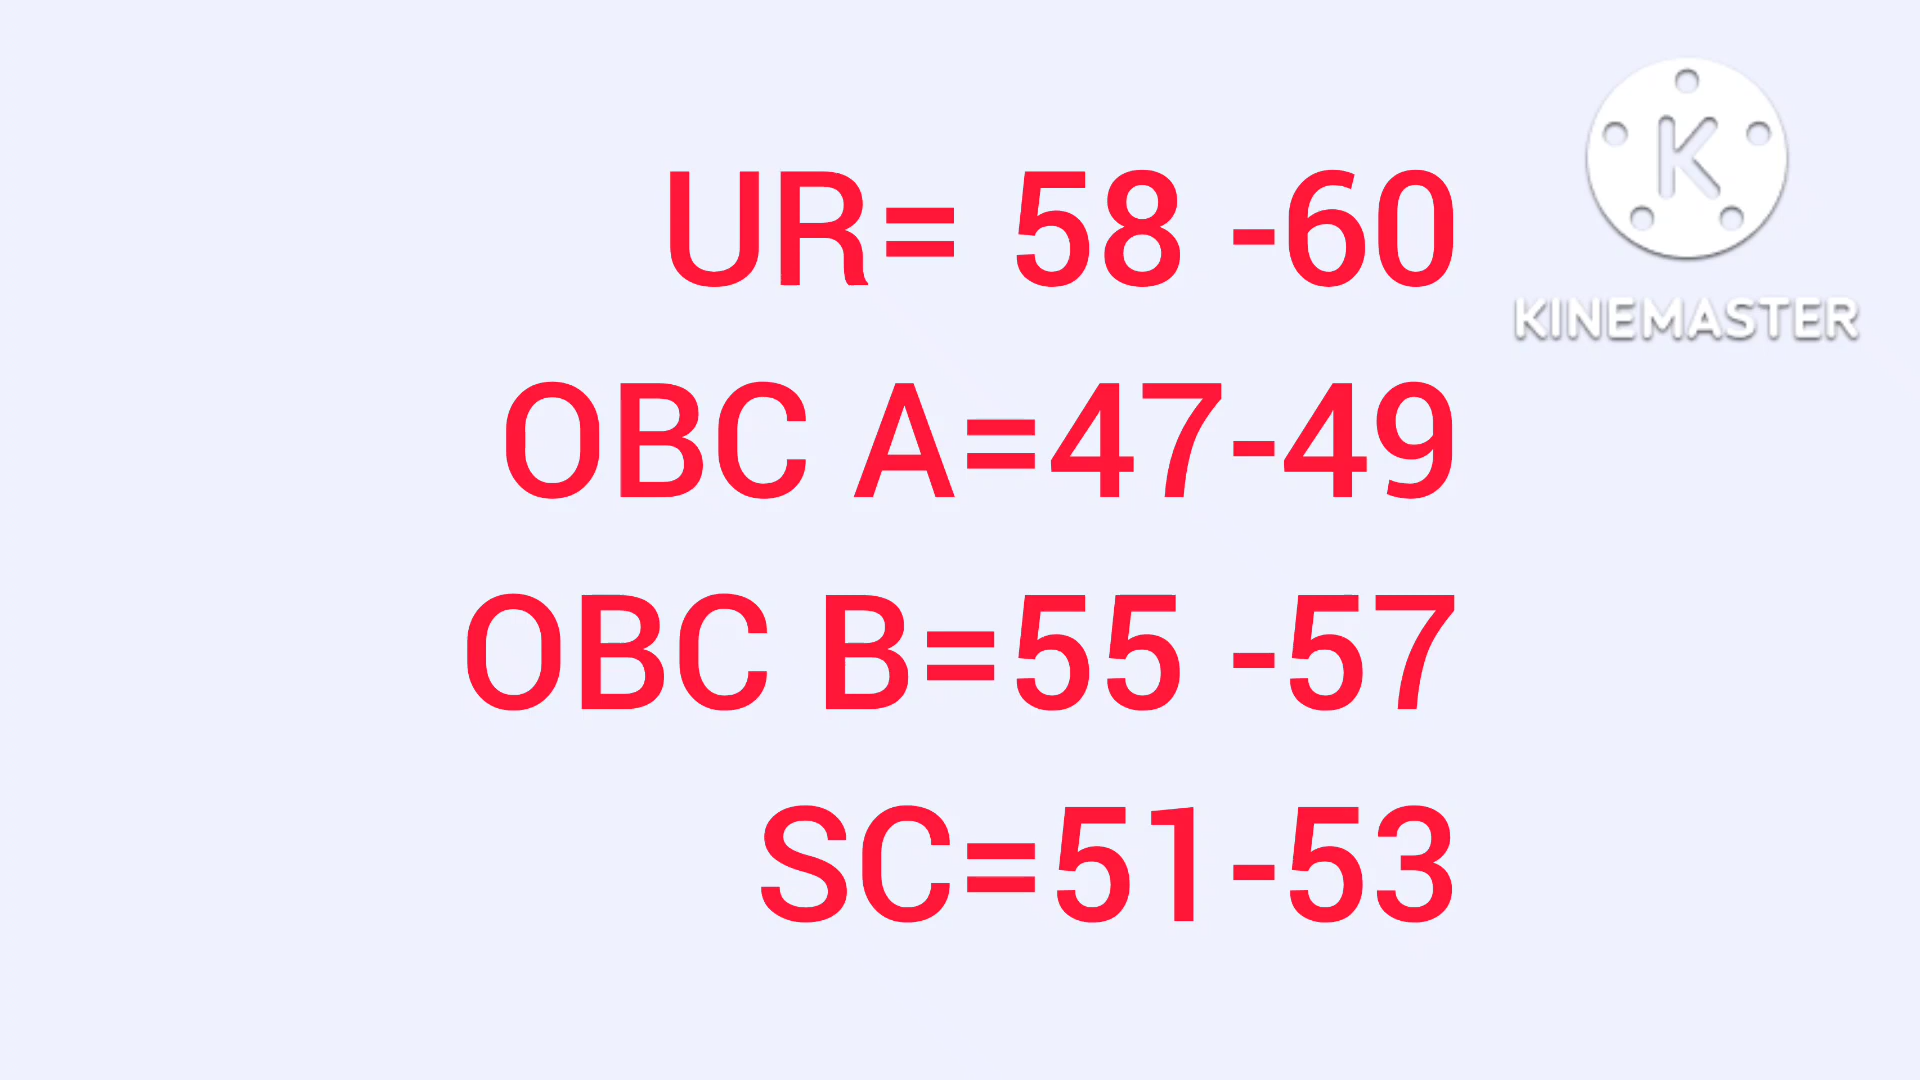 UR= 58 -60
KINEMASTER
OBC A=47-49
OBC B=55 -57
SC=51-53